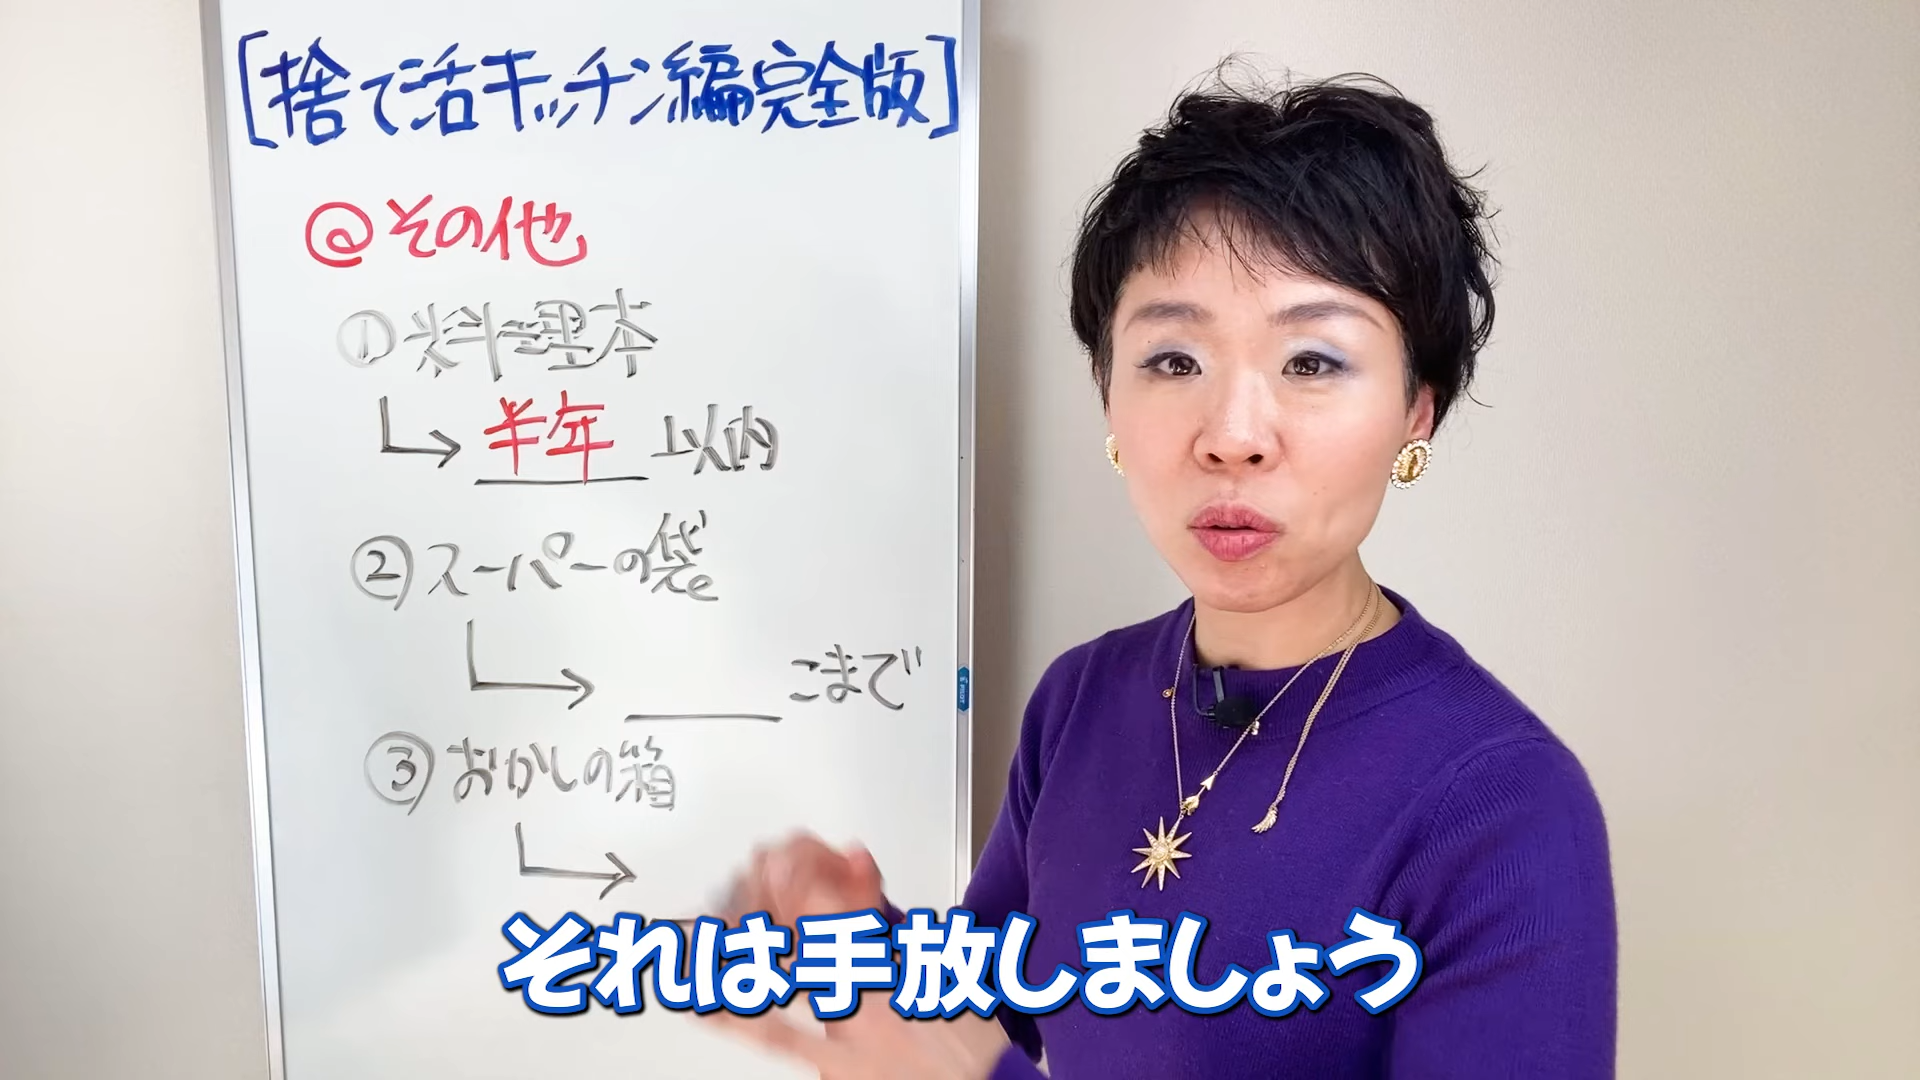 [捨て活キッチン編完全版]
@その他
①料理本
半年以内
②スーパーの袋
こまで
③おかしの箱
それは手放しましょう